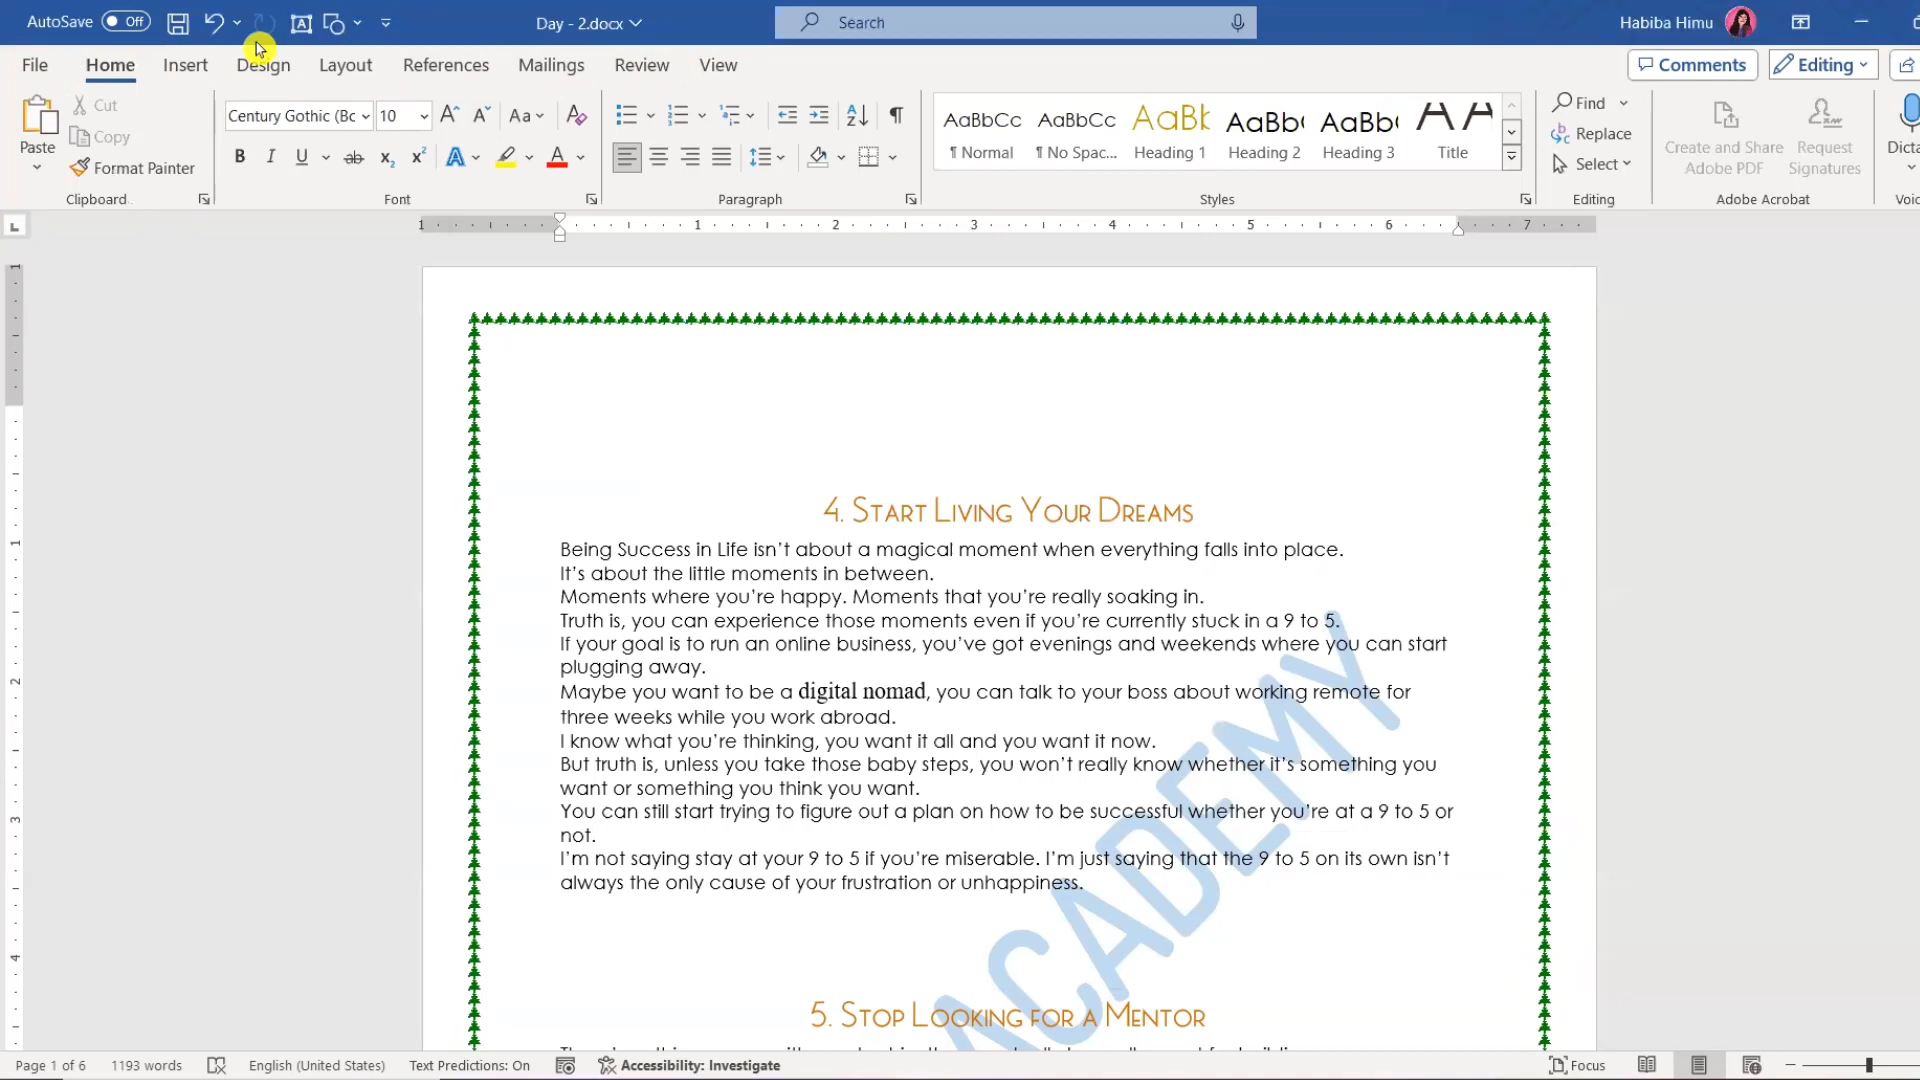 AutoSave Off
Day - 2.docx
Search
Habiba Himu
File Home Insert Design Layout References Mailings Review View
Comments Editing
Paste
Cut
Copy
Format Painter
Clipboard
Century Gothic (Bc 10
Font
Paragraph
AaBbCc AaBbCc AaBb
¶ Normal ¶ No Spac... Heading 1 Heading 2 Heading 3 Title
Styles
Find
Replace
Select
Editing
Create and Share Adobe PDF
Request Signatures
Adobe Acrobat
Dicta
Voic
1 1 2 3 4 5 6 7
4. Start Living Your Dreams
Being Success in Life isn’t about a magical moment when everything falls into place.
It’s about the little moments in between.
Moments where you’re happy. Moments that you’re really soaking in.
Truth is, you can experience those moments even if you’re currently stuck in a 9 to 5.
If your goal is to run an online business, you’ve got evenings and weekends where you can start
plugging away.
Maybe you want to be a digital nomad, you can talk to your boss about working remote for
three weeks while you work abroad.
I know what you’re thinking, you want it all and you want it now.
But truth is, unless you take those baby steps, you won’t really know whether it’s something you
want or something you think you want.
You can still start trying to figure out a plan on how to be successful whether you’re at a 9 to 5 or
not.
I’m not saying stay at your 9 to 5 if you’re miserable. I’m just saying that the 9 to 5 on its own isn’t
always the only cause of your frustration or unhappiness.
ACADEMY
5. Stop Looking for a Mentor
Page 1 of 6 1193 words English (United States) Text Predictions: On Accessibility: Investigate Focus